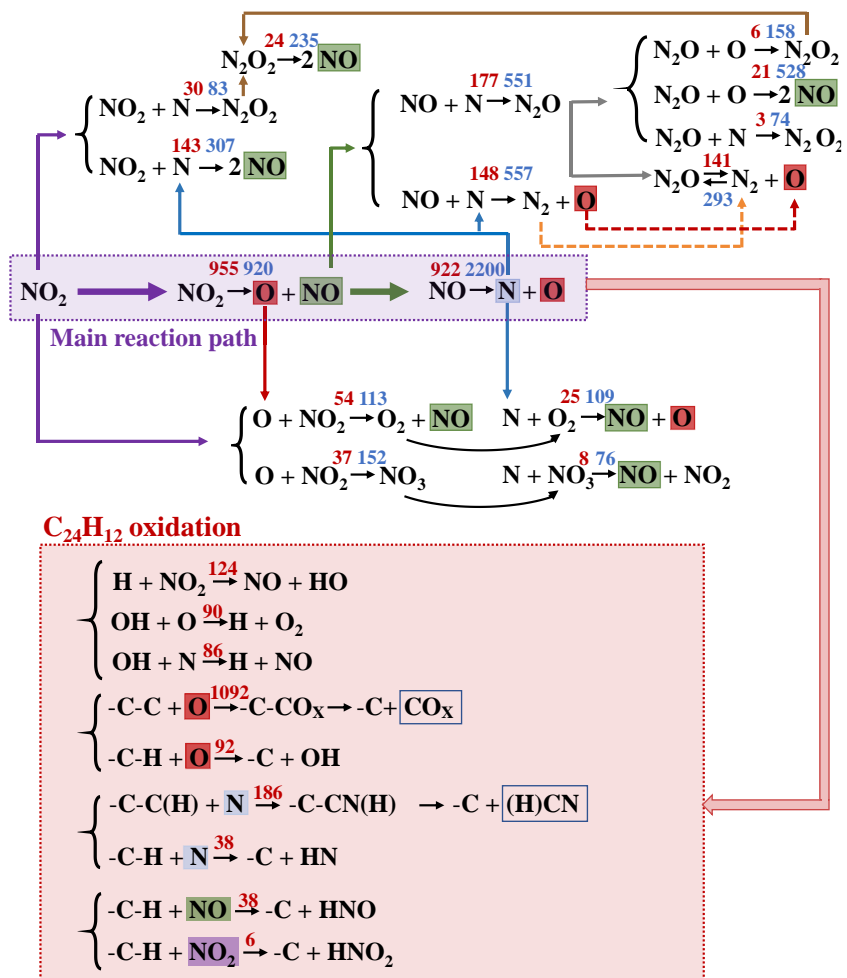 N₂O₂ 24 235 → 2 NO
NO₂ + N 30 83 → N₂O₂
NO₂ + N 143 307 → 2 NO
NO + N 177 551 → N₂O
NO + N 148 557 → N₂ + O
N₂O + O 6 158 → N₂O₂
N₂O + O 21 528 → 2 NO
N₂O + N 3 74 → N₂O₂
N₂O 141 ⇌ 293 N₂ + O
NO₂
NO₂ 955 920 → O + NO
NO 922 2200 → N + O
Main reaction path
O + NO₂ 54 113 → O₂ + NO
N + O₂ 25 109 → NO + O
O + NO₂ 37 152 → NO₃
N + NO₃ 8 76 → NO + NO₂
C₂₄H₁₂ oxidation
H + NO₂ 124 → NO + HO
OH + O 90 → H + O₂
OH + N 86 → H + NO
-C-C + O 1092 → -C-COₓ → -C+ COₓ
-C-H + O 92 → -C + OH
-C-C(H) + N 186 → -C-CN(H) → -C + (H)CN
-C-H + N 38 → -C + HN
-C-H + NO 38 → -C + HNO
-C-H + NO₂ 6 → -C + HNO₂